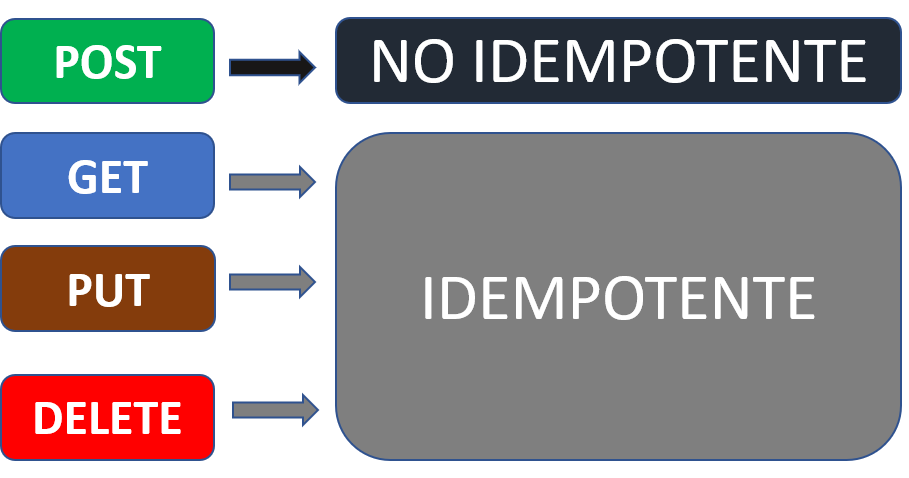 POST
NO IDEMPOTENTE
GET
PUT
IDEMPOTENTE
DELETE